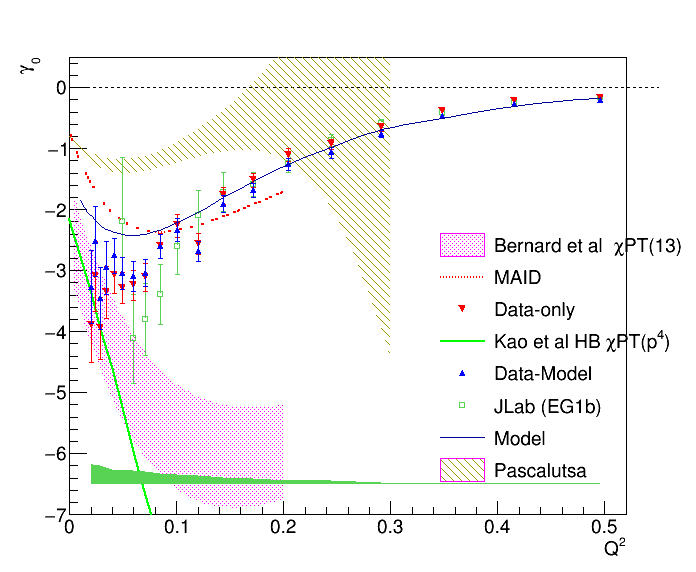 γ₀
0
−1
−2
−3
−4
−5
−6
−7
Bernard et al χPT(13)
MAID
Data-only
Kao et al HB χPT(p⁴)
Data-Model
JLab (EG1b)
Model
Pascalutsa
0 0.1 0.2 0.3 0.4 0.5
Q²